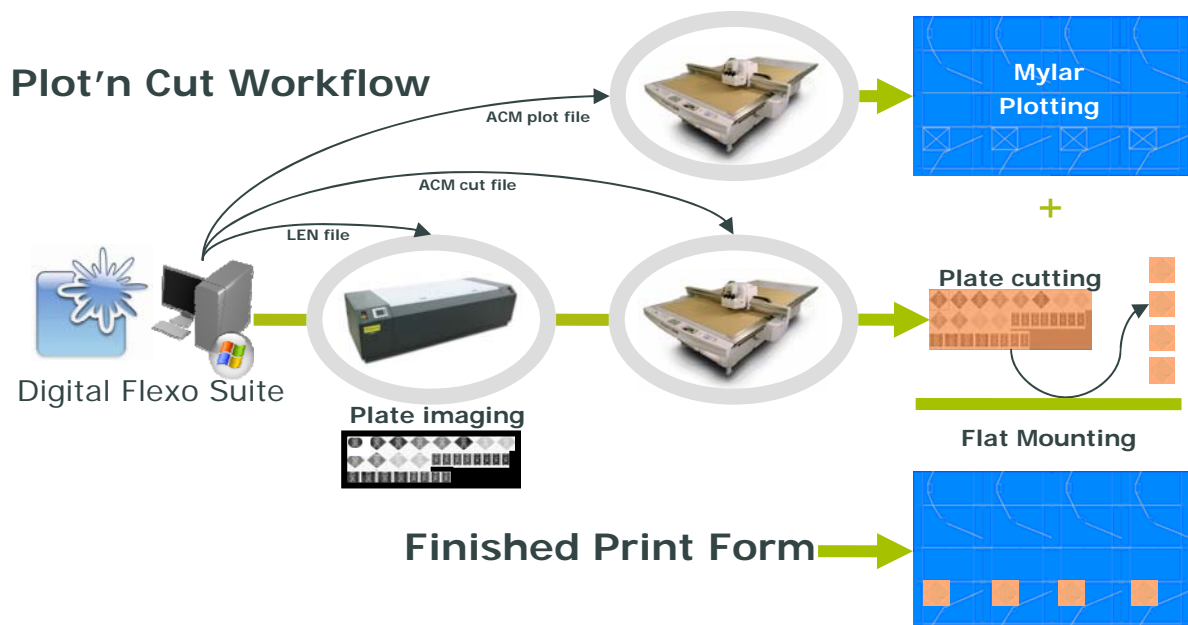 Plot'n Cut Workflow
ACM plot file
Mylar
Plotting
ACM cut file
+
LEN file
Plate cutting
Digital Flexo Suite
Plate imaging
Flat Mounting
Finished Print Form